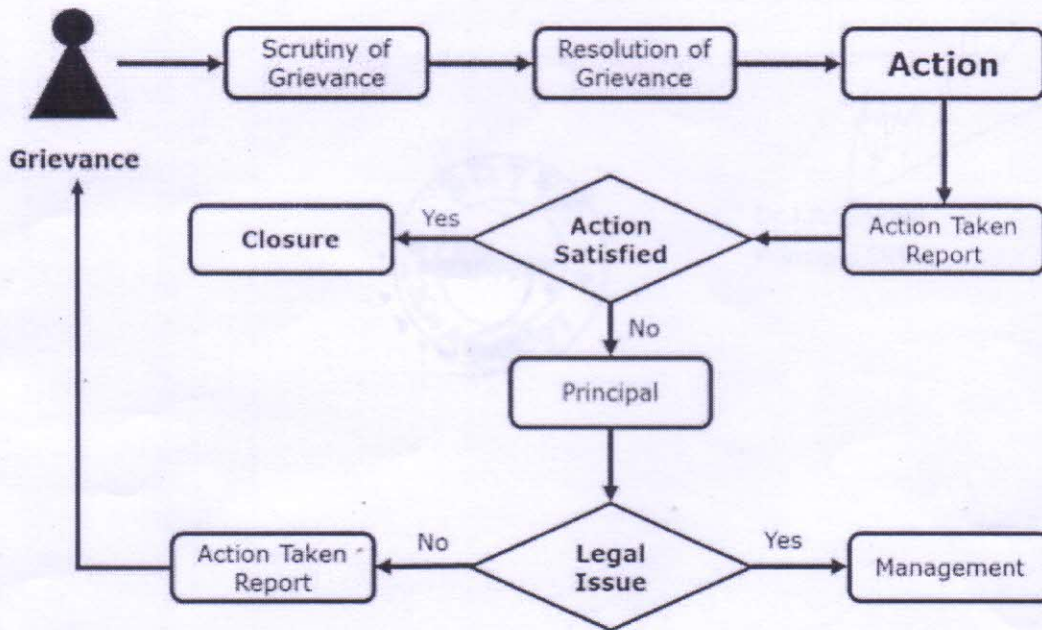 Scrutiny of
Grievance
Resolution of
Grievance
Action
Grievance
Closure
Yes
Action
Satisfied
Action Taken
Report
No
Principal
Action Taken
Report
No
Legal
Issue
Yes
Management